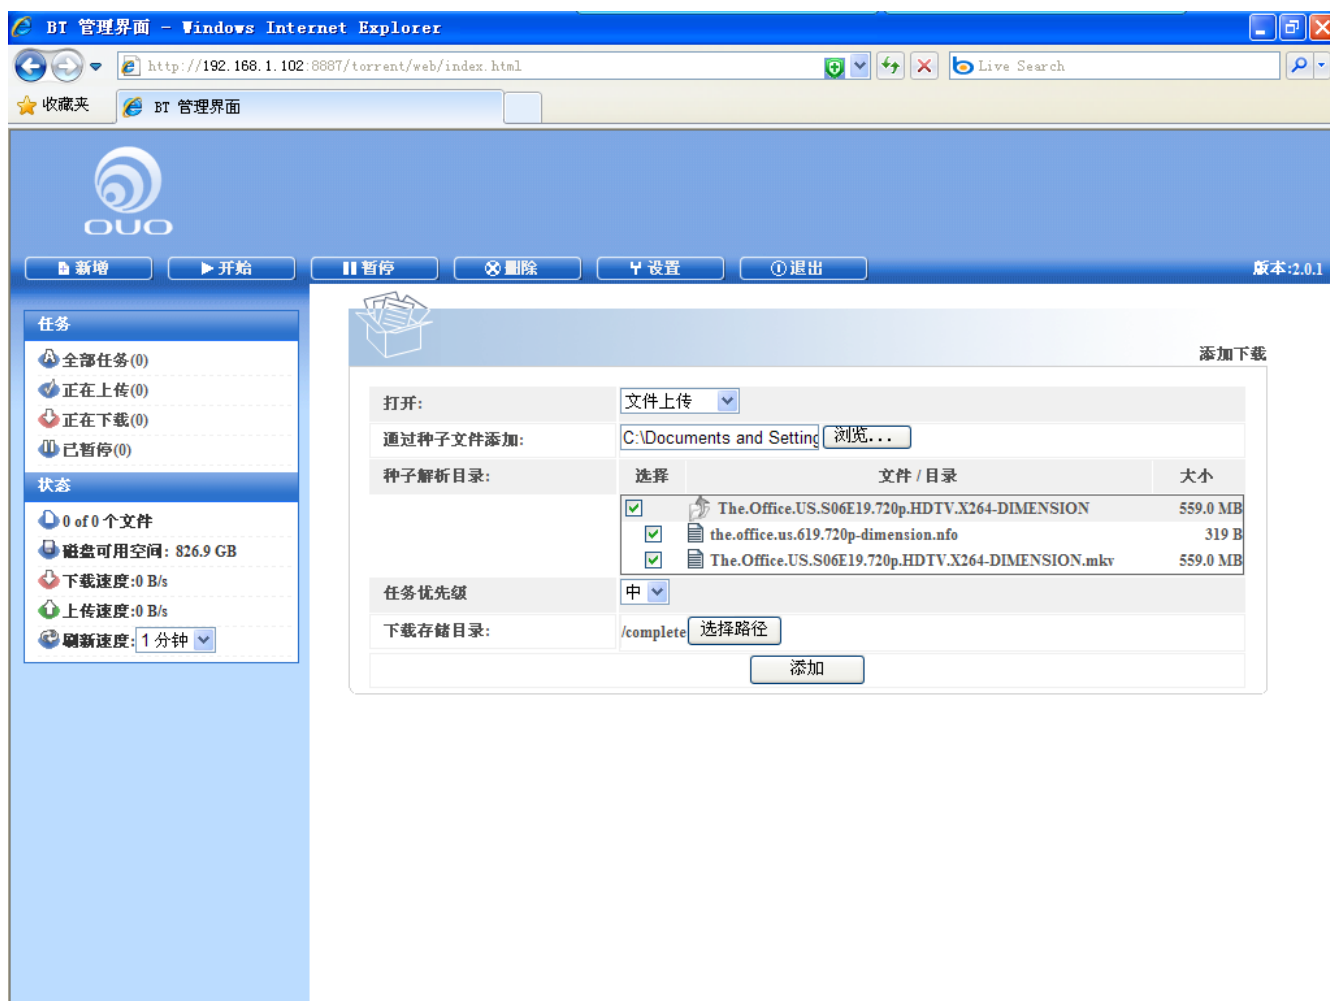 BT 管理界面 - Windows Internet Explorer
http://192.168.1.102:8887/torrent/web/index.html
Live Search
收藏夹
BT 管理界面
OUO
新增
开始
暂停
删除
设置
退出
版本:2.0.1
任务
全部任务(0)
正在上传(0)
正在下载(0)
已暂停(0)
状态
0 of 0 个文件
磁盘可用空间: 826.9 GB
下载速度:0 B/s
上传速度:0 B/s
刷新速度: 1 分钟
添加下载
打开: 文件上传
通过种子文件添加: C:\Documents and Setting 浏览...
种子解析目录: 选择 文件 / 目录 大小
The.Office.US.S06E19.720p.HDTV.X264-DIMENSION 559.0 MB
the.office.us.619.720p-dimension.nfo 319 B
The.Office.US.S06E19.720p.HDTV.X264-DIMENSION.mkv 559.0 MB
任务优先级 中
下载存储目录: /complete 选择路径
添加